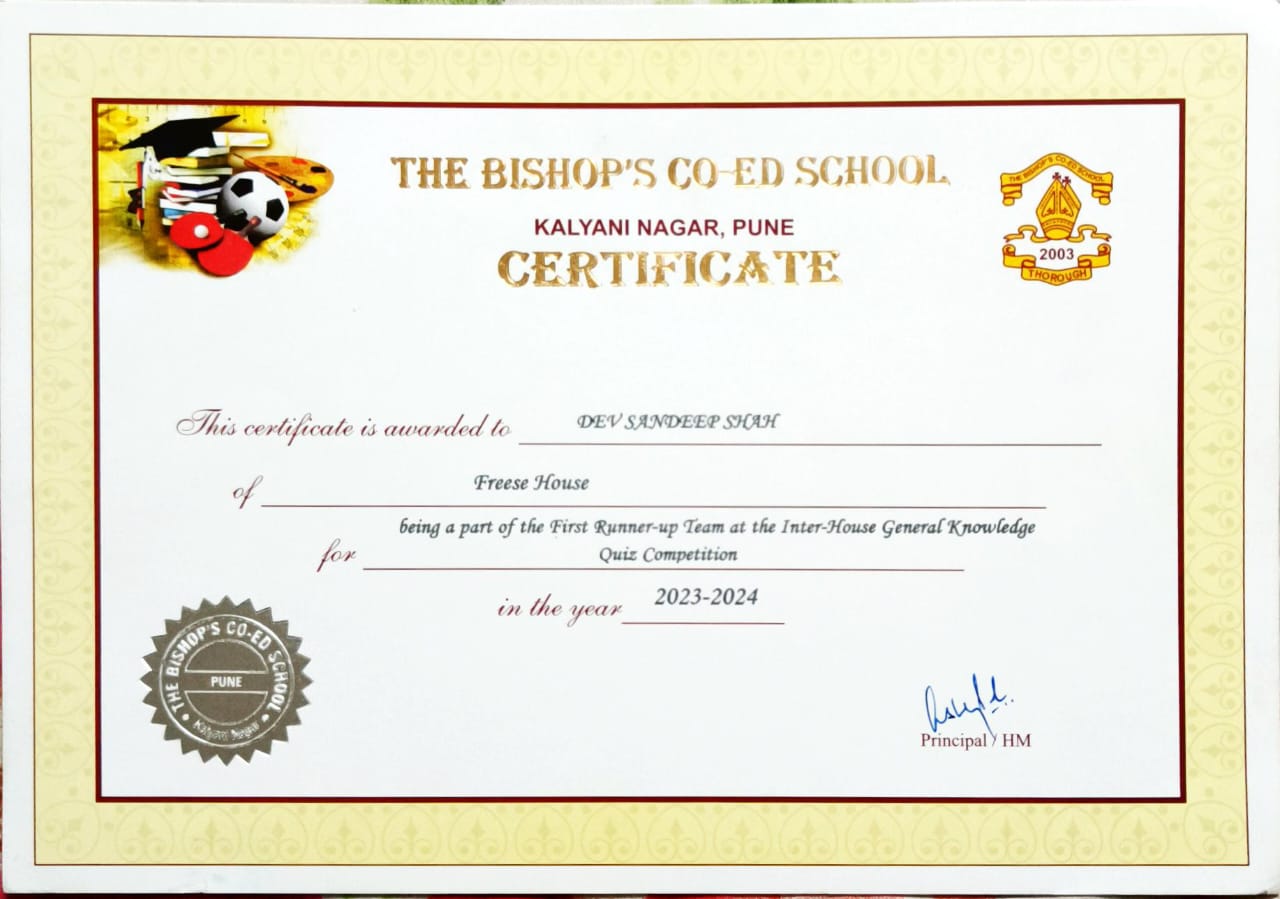 THE BISHOP'S CO-ED SCHOOL
KALYANI NAGAR, PUNE
CERTIFICATE
THE BISHOP'S CO-ED SCHOOL
2003
THOROUGH
This certificate is awarded to DEV SANDEEP SHAH
of Freese House
for being a part of the First Runner-up Team at the Inter-House General Knowledge
Quiz Competition
in the year 2023-2024
THE BISHOP'S CO-ED SCHOOL
PUNE
Kalyani Nagar
Principal / HM